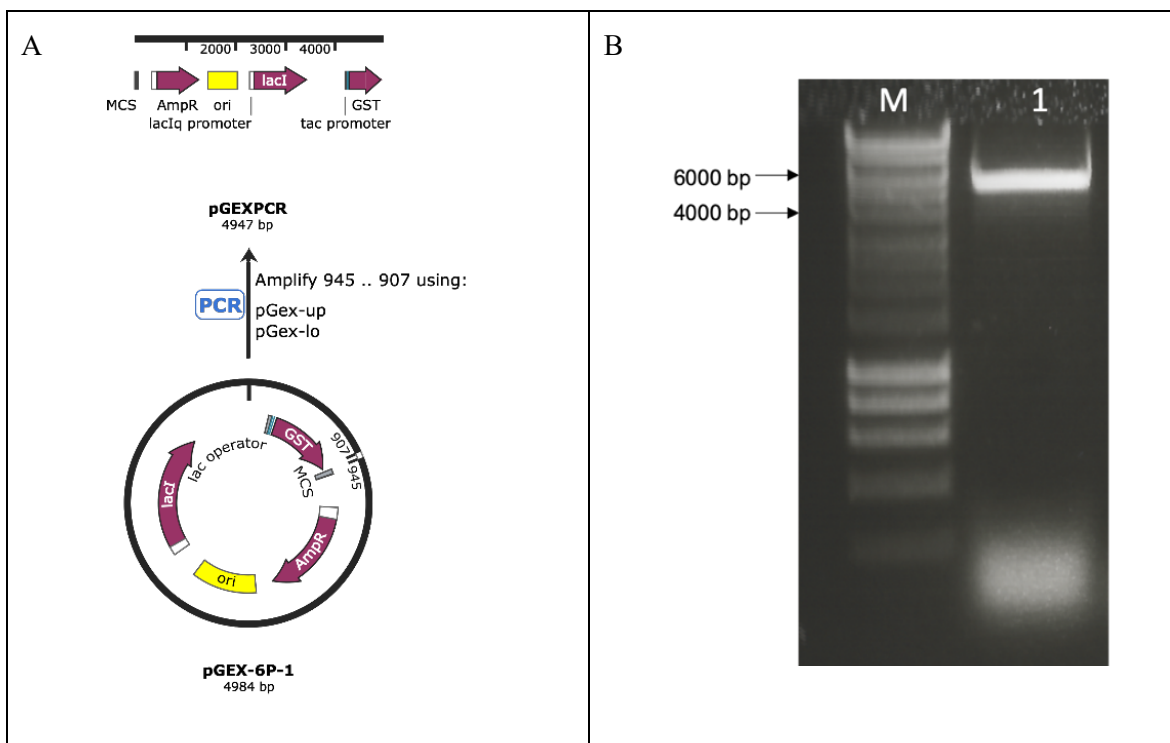 A
2000 3000 4000
lacI
MCS AmpR ori GST
lacIq promoter tac promoter
pGEXPCR
4947 bp
Amplify 945 .. 907 using:
PCR
pGex-up
pGex-lo
lac operator
GST
907
945
MCS
lacI
AmpR
ori
pGEX-6P-1
4984 bp
B
M 1
6000 bp
4000 bp